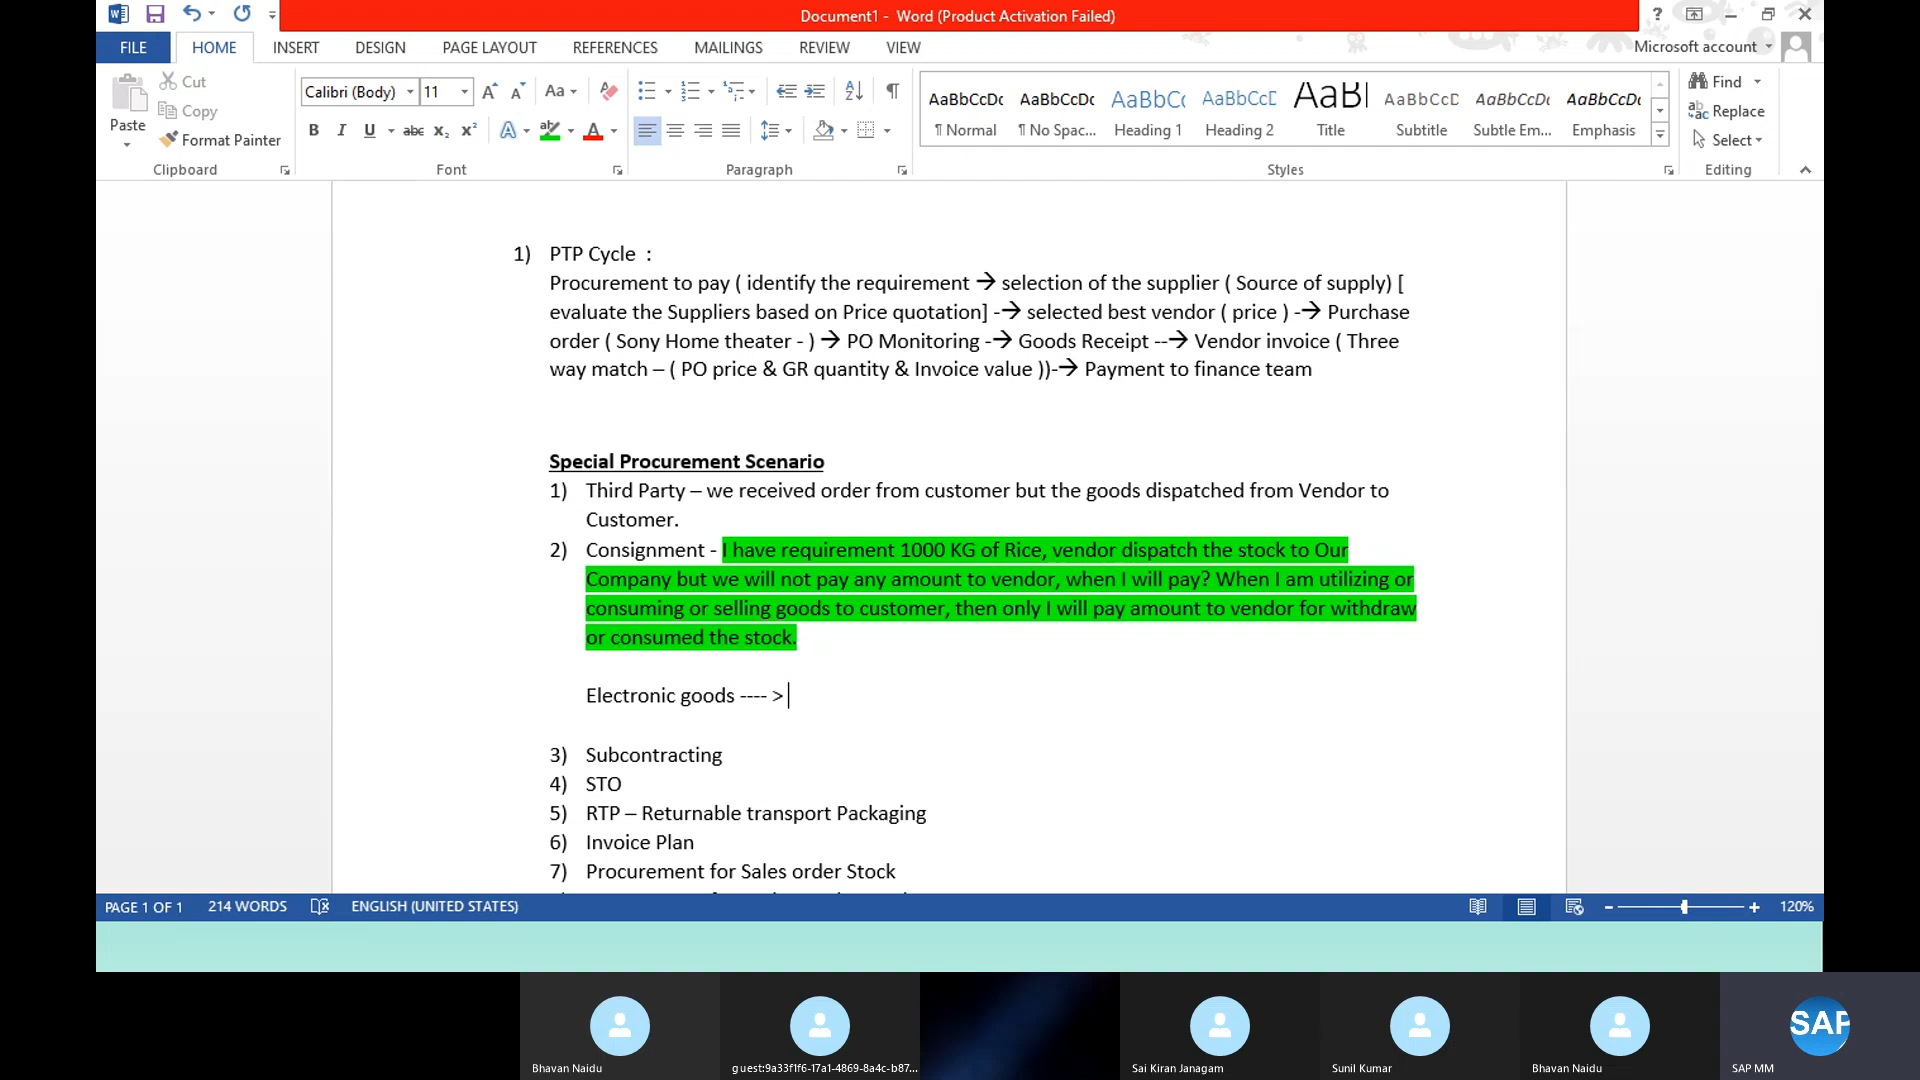 Document1 - Word (Product Activation Failed)
?
FILE HOME INSERT DESIGN PAGE LAYOUT REFERENCES MAILINGS REVIEW VIEW Microsoft account
Paste
Cut
Copy
Format Painter
Clipboard
Calibri (Body) 11
Font
Paragraph
AaBbCcDc AaBbCcDc AaBbC AaBbCcD AaB AaBbCcD AaBbCcDc AaBbCcDc
¶ Normal ¶ No Spac... Heading 1 Heading 2 Title Subtitle Subtle Em... Emphasis
Styles
Find
Replace
Select
Editing
1) PTP Cycle :
Procurement to pay ( identify the requirement → selection of the supplier ( Source of supply) [
evaluate the Suppliers based on Price quotation] -→ selected best vendor ( price ) -→ Purchase
order ( Sony Home theater - ) → PO Monitoring -→ Goods Receipt --→ Vendor invoice ( Three
way match – ( PO price & GR quantity & Invoice value ))-→ Payment to finance team
Special Procurement Scenario
1) Third Party – we received order from customer but the goods dispatched from Vendor to
Customer.
2) Consignment - I have requirement 1000 KG of Rice, vendor dispatch the stock to Our
Company but we will not pay any amount to vendor, when I will pay? When I am utilizing or
consuming or selling goods to customer, then only I will pay amount to vendor for withdraw
or consumed the stock.
Electronic goods ---- >
3) Subcontracting
4) STO
5) RTP – Returnable transport Packaging
6) Invoice Plan
7) Procurement for Sales order Stock
PAGE 1 OF 1 214 WORDS ENGLISH (UNITED STATES) 120%
SAP
Bhavan Naidu guest:9a33f1f6-17a1-4869-8a4c-b87... Sai Kiran Janagam Sunil Kumar Bhavan Naidu SAP MM